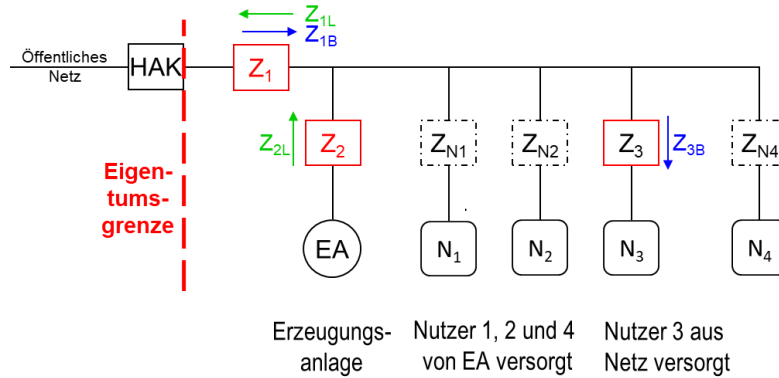 Z1L
Z1B
Öffentliches
Netz
HAK
Z1
Z2L
Z2
ZN1
ZN2
Z3
Z3B
ZN4
Eigen-
tums-
grenze
EA
N1
N2
N3
N4
Erzeugungs-
anlage
Nutzer 1, 2 und 4
von EA versorgt
Nutzer 3 aus
Netz versorgt